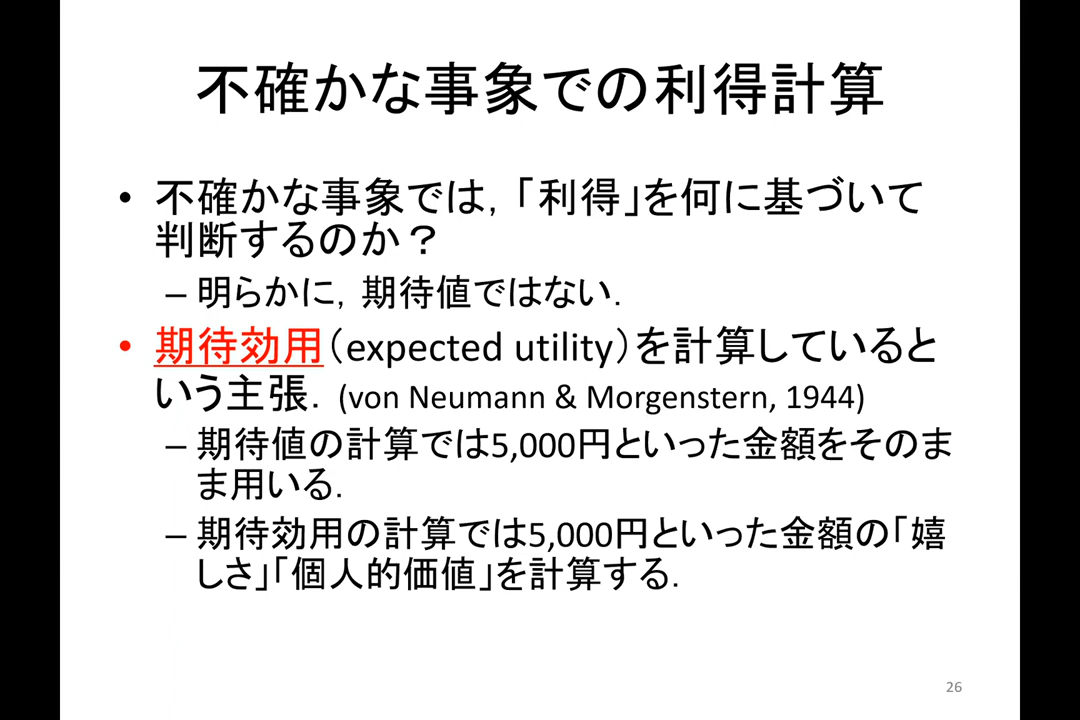 不確かな事象での利得計算
• 不確かな事象では,「利得」を何に基づいて
判断するのか？
– 明らかに, 期待値ではない.
• 期待効用(expected utility)を計算していると
いう主張. (von Neumann & Morgenstern, 1944)
– 期待値の計算では5,000円といった金額をそのま
ま用いる.
– 期待効用の計算では5,000円といった金額の「嬉
しさ」「個人的価値」を計算する.
26